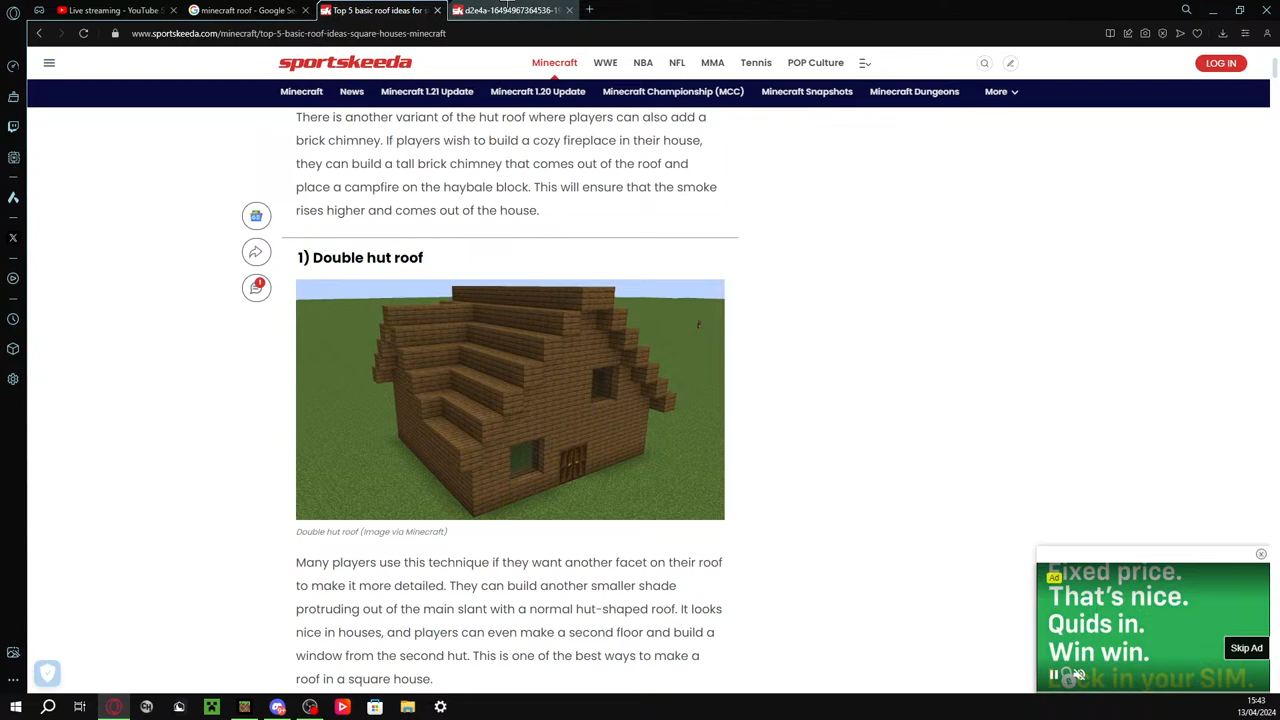 Live streaming - YouTube S
minecraft roof - Google Se
Top 5 basic roof ideas for s
d2e4a-16494967364536-19
www.sportskeeda.com/minecraft/top-5-basic-roof-ideas-square-houses-minecraft
sportskeeda
Minecraft WWE NBA NFL MMA Tennis POP Culture
LOG IN
Minecraft News Minecraft 1.21 Update Minecraft 1.20 Update Minecraft Championship (MCC) Minecraft Snapshots Minecraft Dungeons More
There is another variant of the hut roof where players can also add a
brick chimney. If players wish to build a cozy fireplace in their house,
they can build a tall brick chimney that comes out of the roof and
place a campfire on the haybale block. This will ensure that the smoke
rises higher and comes out of the house.
1
1) Double hut roof
Double hut roof (Image via Minecraft)
Many players use this technique if they want another facet on their roof
to make it more detailed. They can build another smaller shade
protruding out of the main slant with a normal hut-shaped roof. It looks
nice in houses, and players can even make a second floor and build a
window from the second hut. This is one of the best ways to make a
roof in a square house.
Ad
Fixed price.
That's nice.
Quids in.
Win win.
in your SIM.
Skip Ad
15:43
13/04/2024